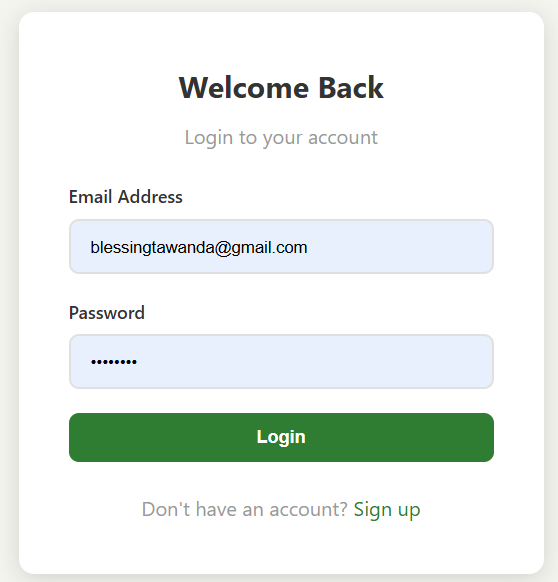 Welcome Back
Login to your account
Email Address
blessingtawanda@gmail.com
Password
••••••••
Login
Don't have an account? Sign up